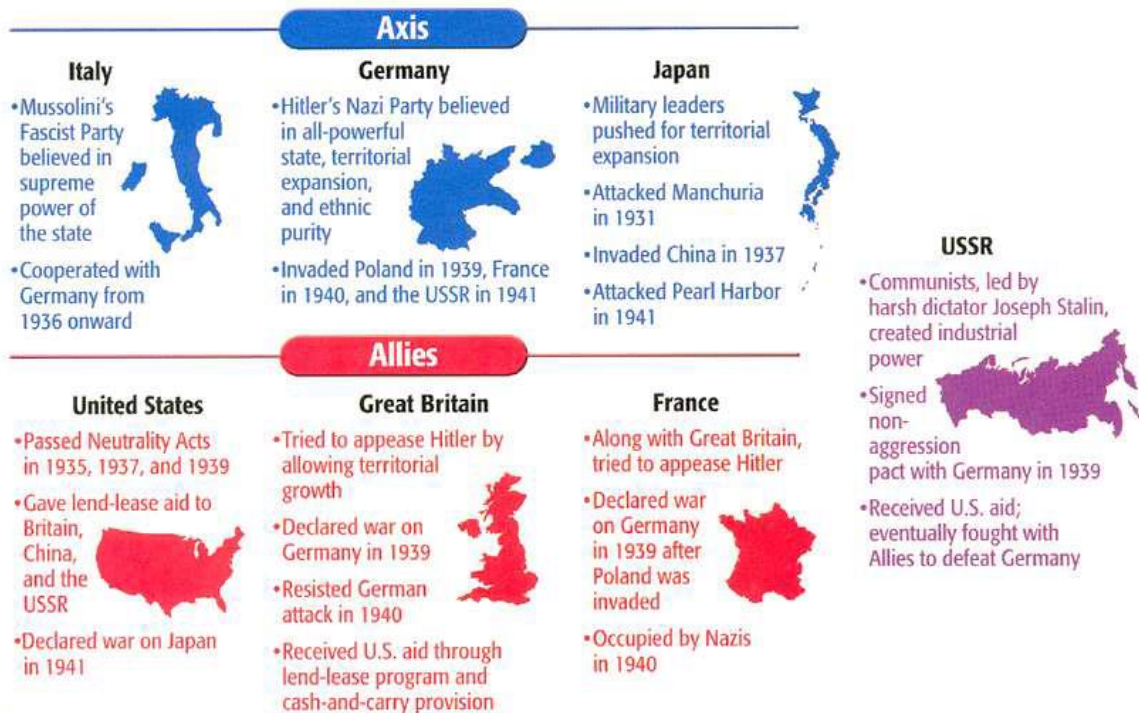 Axis
Italy
•Mussolini's
Fascist Party
believed in
supreme
power of
the state
•Cooperated with
Germany from
1936 onward
Germany
•Hitler's Nazi Party believed
in all-powerful
state, territorial
expansion,
and ethnic
purity
•Invaded Poland in 1939, France
in 1940, and the USSR in 1941
Japan
•Military leaders
pushed for territorial
expansion
•Attacked Manchuria
in 1931
•Invaded China in 1937
•Attacked Pearl Harbor
in 1941
Allies
United States
•Passed Neutrality Acts
in 1935, 1937, and 1939
•Gave lend-lease aid to
Britain,
China,
and the
USSR
•Declared war on Japan
in 1941
Great Britain
•Tried to appease Hitler by
allowing territorial
growth
•Declared war on
Germany in 1939
•Resisted German
attack in 1940
•Received U.S. aid through
lend-lease program and
cash-and-carry provision
France
•Along with Great Britain,
tried to appease Hitler
•Declared war
on Germany
in 1939 after
Poland was
invaded
•Occupied by Nazis
in 1940
USSR
•Communists, led by
harsh dictator Joseph Stalin,
created industrial
power
•Signed
non-
aggression
pact with Germany in 1939
•Received U.S. aid;
eventually fought with
Allies to defeat Germany